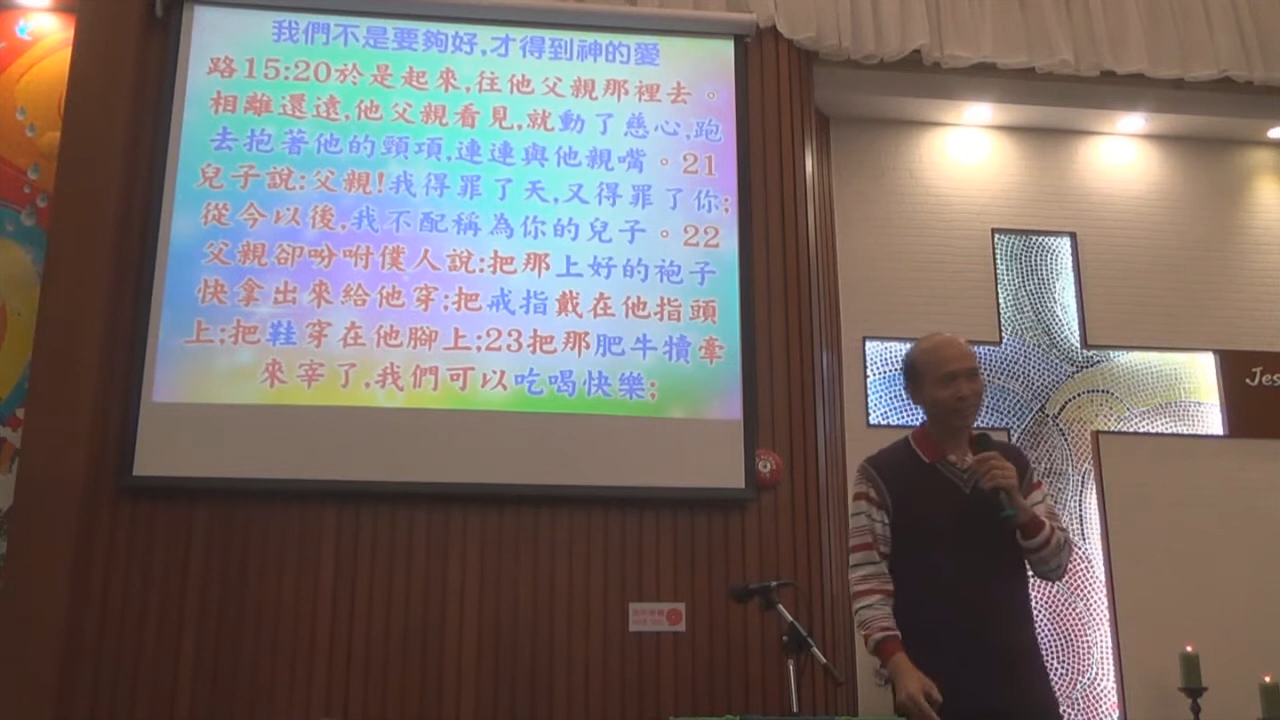 我們不是要夠好,才得到神的愛
路15:20於是起來,往他父親那裡去。
相離還遠,他父親看見,就動了慈心,跑
去抱著他的頸項,連連與他親嘴。21
兒子說:父親!我得罪了天,又得罪了你;
從今以後,我不配稱為你的兒子。22
父親卻吩咐僕人說:把那上好的袍子
快拿出來給他穿;把戒指戴在他指頭
上;把鞋穿在他腳上;23把那肥牛犢牽
來宰了,我們可以吃喝快樂;
Jes